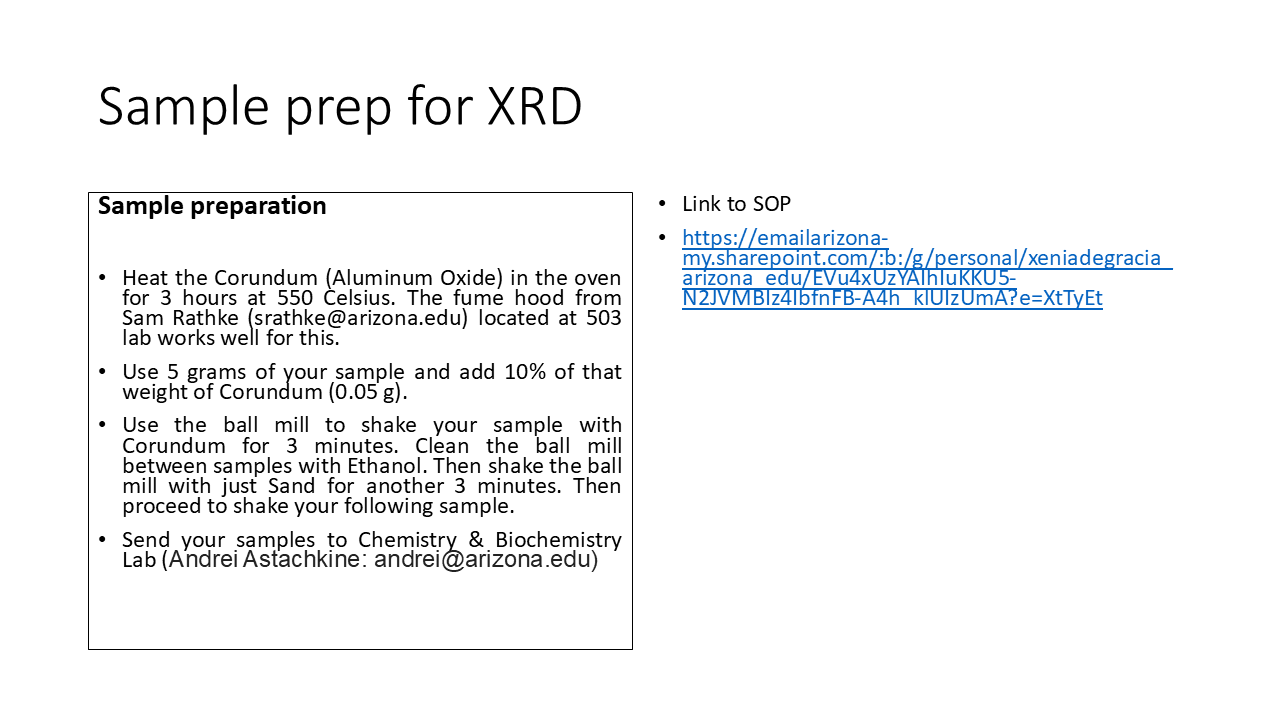 Sample prep for XRD
Sample preparation
• Heat the Corundum (Aluminum Oxide) in the oven
for 3 hours at 550 Celsius. The fume hood from
Sam Rathke (srathke@arizona.edu) located at 503
lab works well for this.
• Use 5 grams of your sample and add 10% of that
weight of Corundum (0.05 g).
• Use the ball mill to shake your sample with
Corundum for 3 minutes. Clean the ball mill
between samples with Ethanol. Then shake the ball
mill with just Sand for another 3 minutes. Then
proceed to shake your following sample.
• Send your samples to Chemistry & Biochemistry
Lab (Andrei Astachkine: andrei@arizona.edu)
• Link to SOP
• https://emailarizona-
my.sharepoint.com/:b:/g/personal/xeniadegracia_
arizona_edu/EVu4xUzYAIhIuKKU5-
N2JVMBIz4IbfnFB-A4h_klUIzUmA?e=XtTyEt